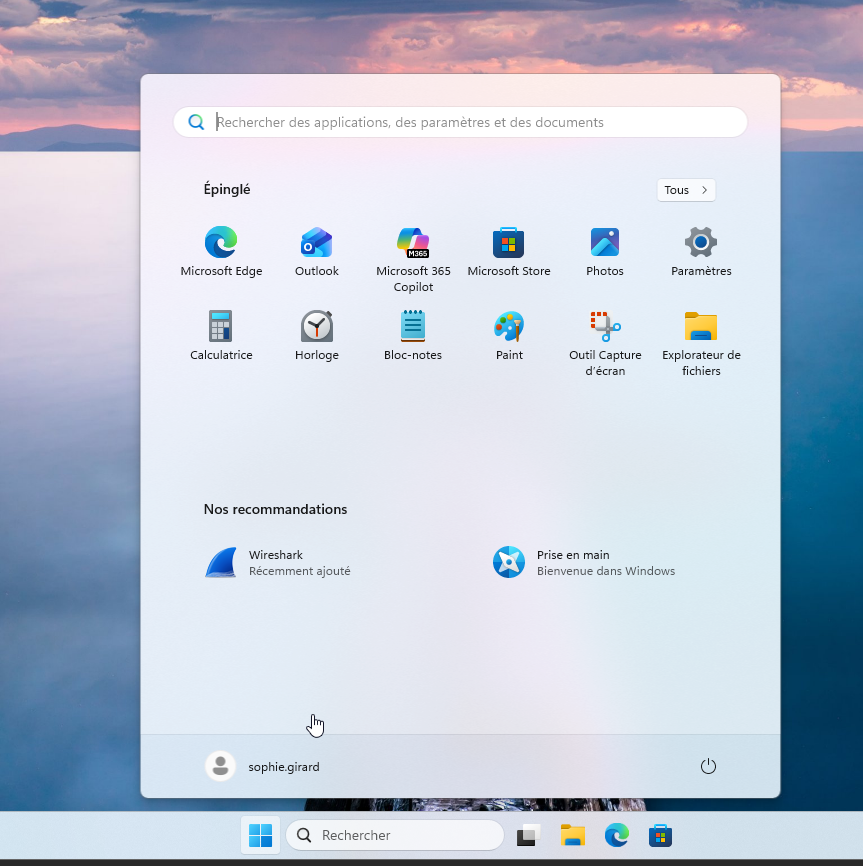 Rechercher des applications, des paramètres et des documents
Épinglé
Tous
Microsoft Edge
Outlook
Microsoft 365
Copilot
M365
Microsoft Store
Photos
Paramètres
Calculatrice
Horloge
Bloc-notes
Paint
Outil Capture
d'écran
Explorateur de
fichiers
Nos recommandations
Wireshark
Récemment ajouté
Prise en main
Bienvenue dans Windows
sophie.girard
Rechercher